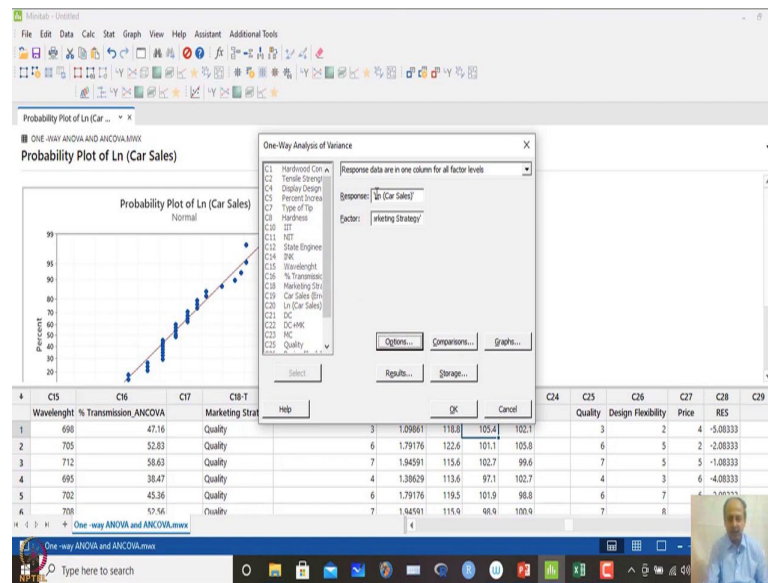 Minitab - Untitled
File Edit Data Calc Stat Graph View Help Assistant Additional Tools
Probability Plot of Ln (Car ...
ONE -WAY ANOVA AND ANCOVA.MWX
Probability Plot of Ln (Car Sales)
Probability Plot of Ln (Car Sales)
Normal
Percent
99
95
90
80
70
60
50
40
30
20
One-Way Analysis of Variance
C1 Hardwood Con
C2 Tensile Strengt
C4 Display Design
C5 Percent Increa
C7 Type of Tip
C8 Hardness
C10 IIT
C11 NIT
C12 State Enginee
C14 INK
C15 Wavelenght
C16 % Transmissic
C18 Marketing Stra
C19 Car Sales (Erro
C20 Ln (Car Sales)
C21 DC
C22 DC+MK
C23 MC
C25 Quality
Response data are in one column for all factor levels
Response: 'Ln (Car Sales)'
Factor: arketing Strategy'
Options... Comparisons... Graphs...
Select Results... Storage...
Help OK Cancel
C15 C16 C17 C18-T C24 C25 C26 C27 C28 C29
Wavelenght % Transmission_ANCOVA Marketing Strat Quality Design Flexibility Price RES
1 698 47.16 Quality 3 1.09861 118.8 105.4 102.1 3 2 4 -5.08333
2 705 52.83 Quality 6 1.79176 122.6 101.1 105.8 6 5 2 -2.08333
3 712 58.63 Quality 7 1.94591 115.6 102.7 99.6 7 5 5 -1.08333
4 695 38.47 Quality 4 1.38629 113.6 97.1 102.7 4 3 6 -4.08333
5 702 45.36 Quality 6 1.79176 119.5 101.9 98.8 6 7
6 708 52.56 Quality 7 1.94591 115.9 98.9 100.9 7 8
One -way ANOVA and ANCOVA.mwx
One -way ANOVA and ANCOVA.mwx
NPTEL
Type here to search